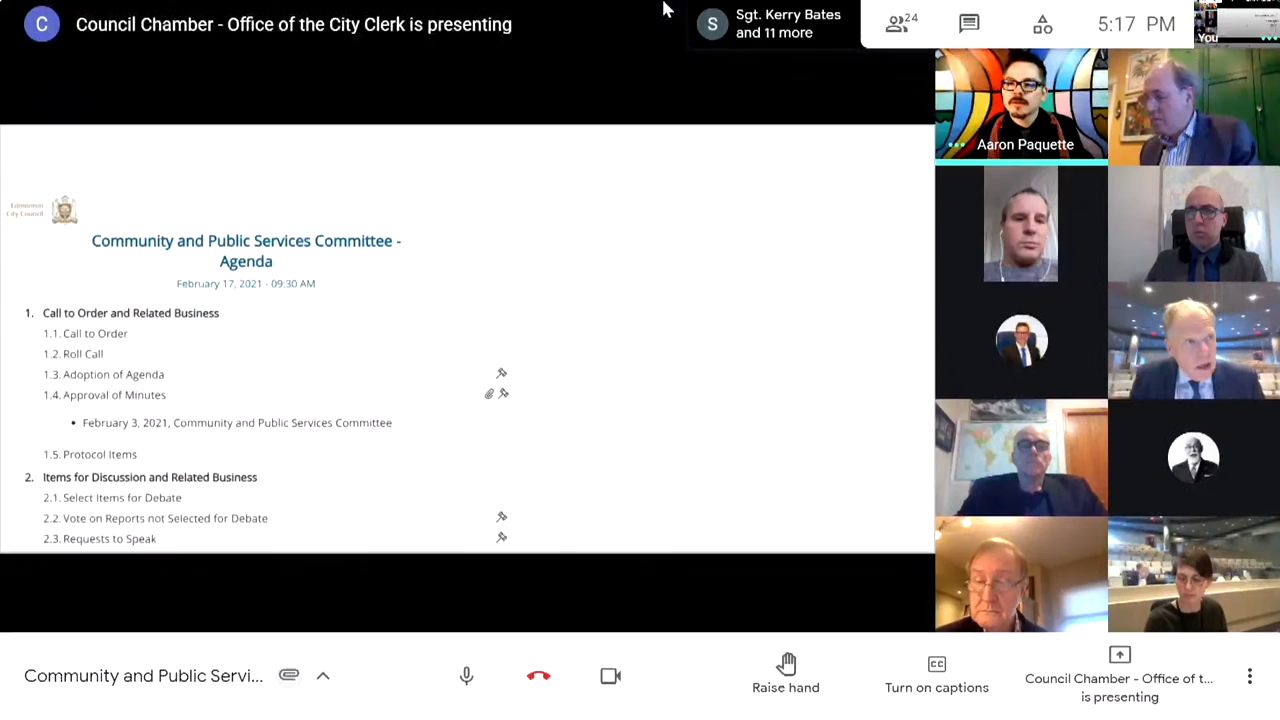 C
Council Chamber - Office of the City Clerk is presenting
S
Sgt. Kerry Bates
and 11 more
24
5:17 PM
You
Aaron Paquette
Edmonton
City Council
Community and Public Services Committee -
Agenda
February 17, 2021 - 09:30 AM
1. Call to Order and Related Business
1.1. Call to Order
1.2. Roll Call
1.3. Adoption of Agenda
1.4. Approval of Minutes
• February 3, 2021, Community and Public Services Committee
1.5. Protocol Items
2. Items for Discussion and Related Business
2.1. Select Items for Debate
2.2. Vote on Reports not Selected for Debate
2.3. Requests to Speak
Community and Public Servi...
Raise hand
CC
Turn on captions
Council Chamber - Office of t...
is presenting